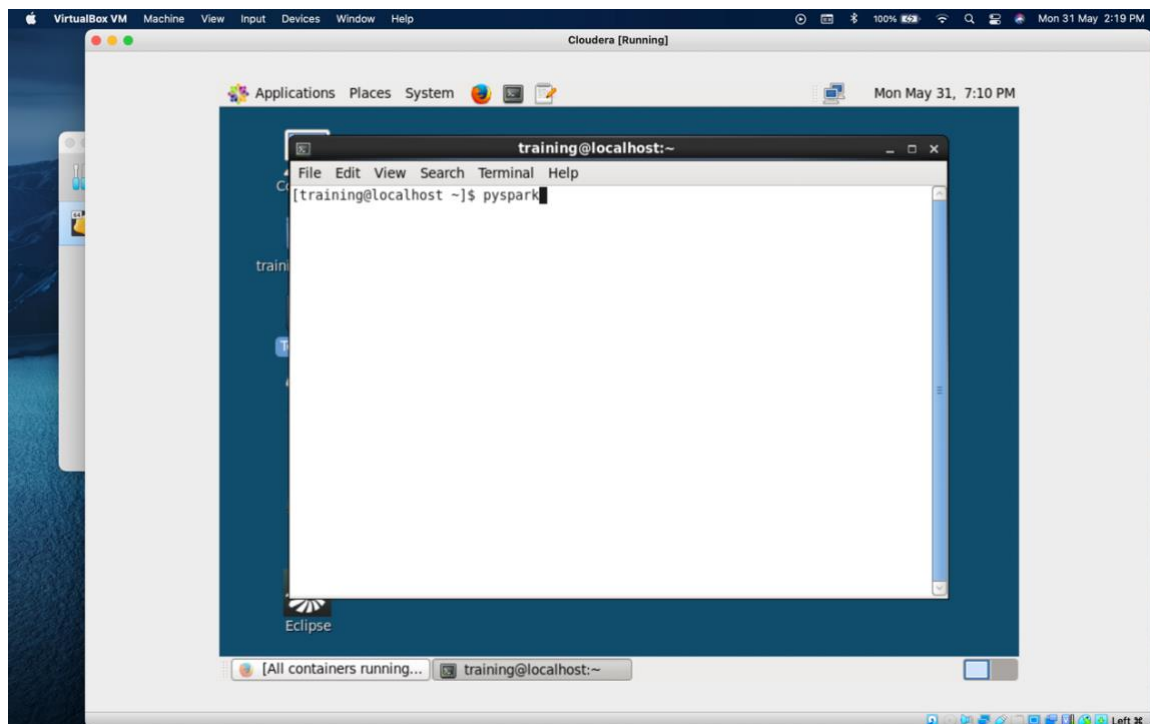 VirtualBox VM Machine View Input Devices Window Help 100% Mon 31 May 2:19 PM
Cloudera [Running]
Applications Places System Mon May 31, 7:10 PM
training@localhost:~
File Edit View Search Terminal Help
[training@localhost ~]$ pyspark
Eclipse
[All containers running... training@localhost:~
Left ⌘